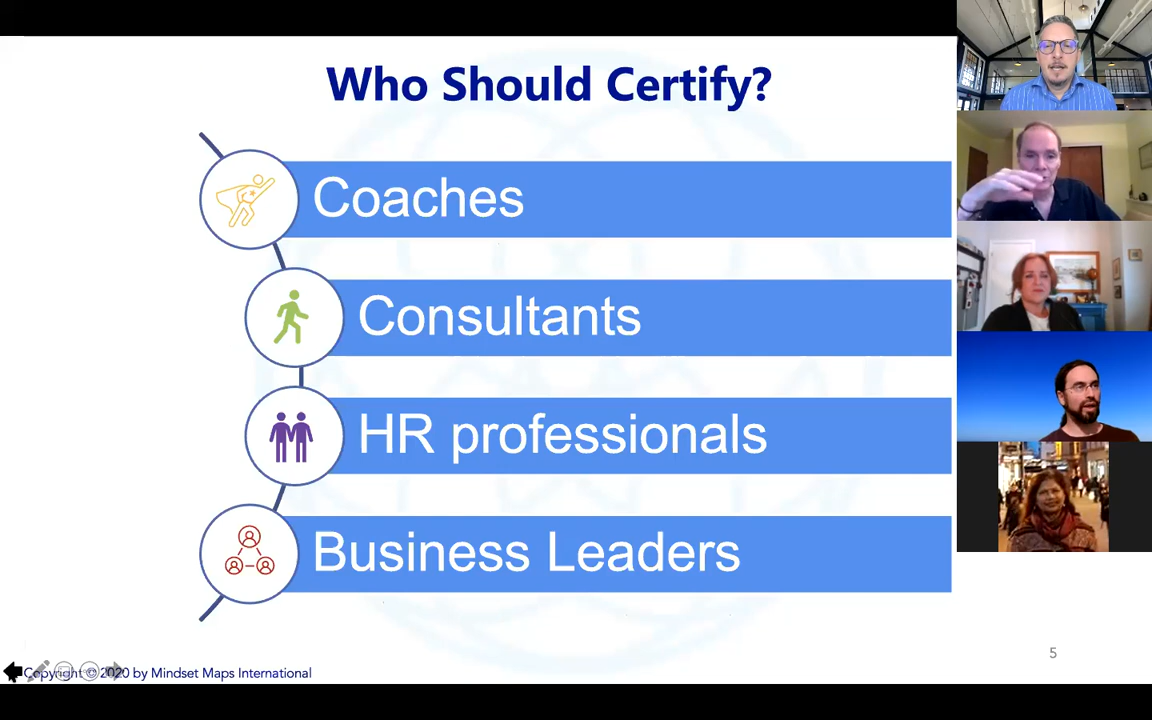 Who Should Certify?
Coaches
Consultants
HR professionals
Business Leaders
5
Copyright © 2020 by Mindset Maps International